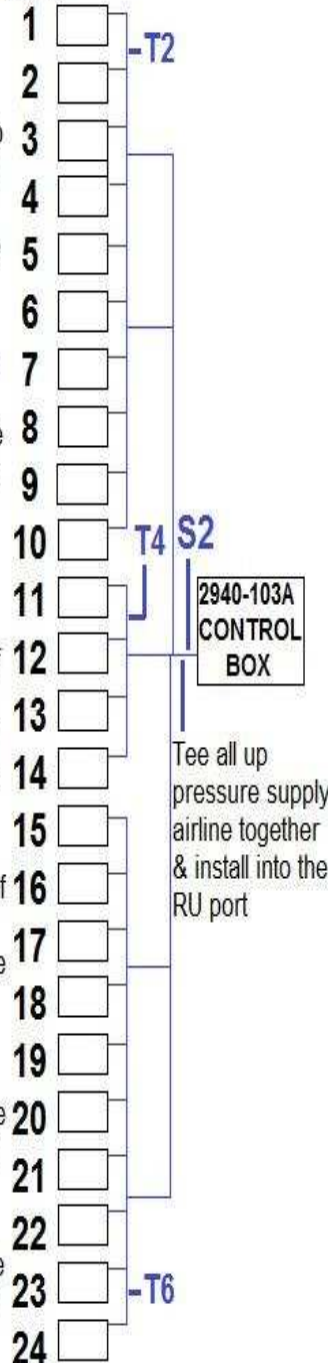 1
-T2
2
3
4
5
6
7
8
9
10
T4 S2
11
2940-103A
CONTROL
BOX
12
13
14
Tee all up
pressure supply
airline together
& install into the
RU port
15
16
17
18
19
20
21
22
23
-T6
24